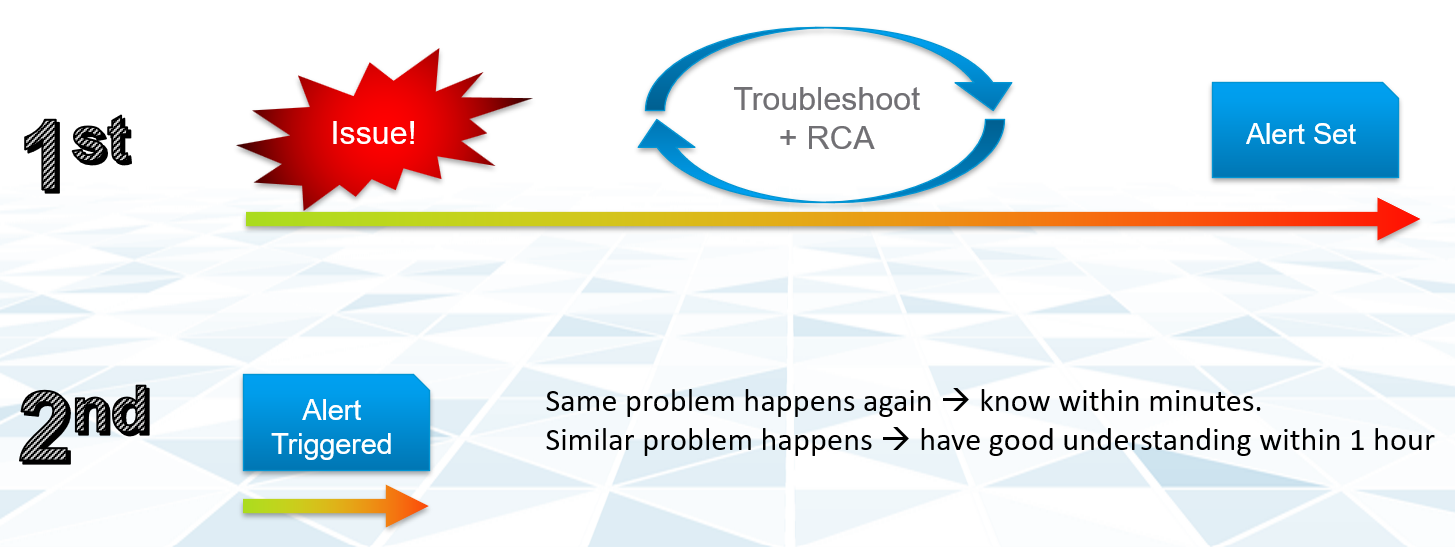 1st
Issue!
Troubleshoot
+ RCA
Alert Set
2nd
Alert
Triggered
Same problem happens again → know within minutes.
Similar problem happens → have good understanding within 1 hour